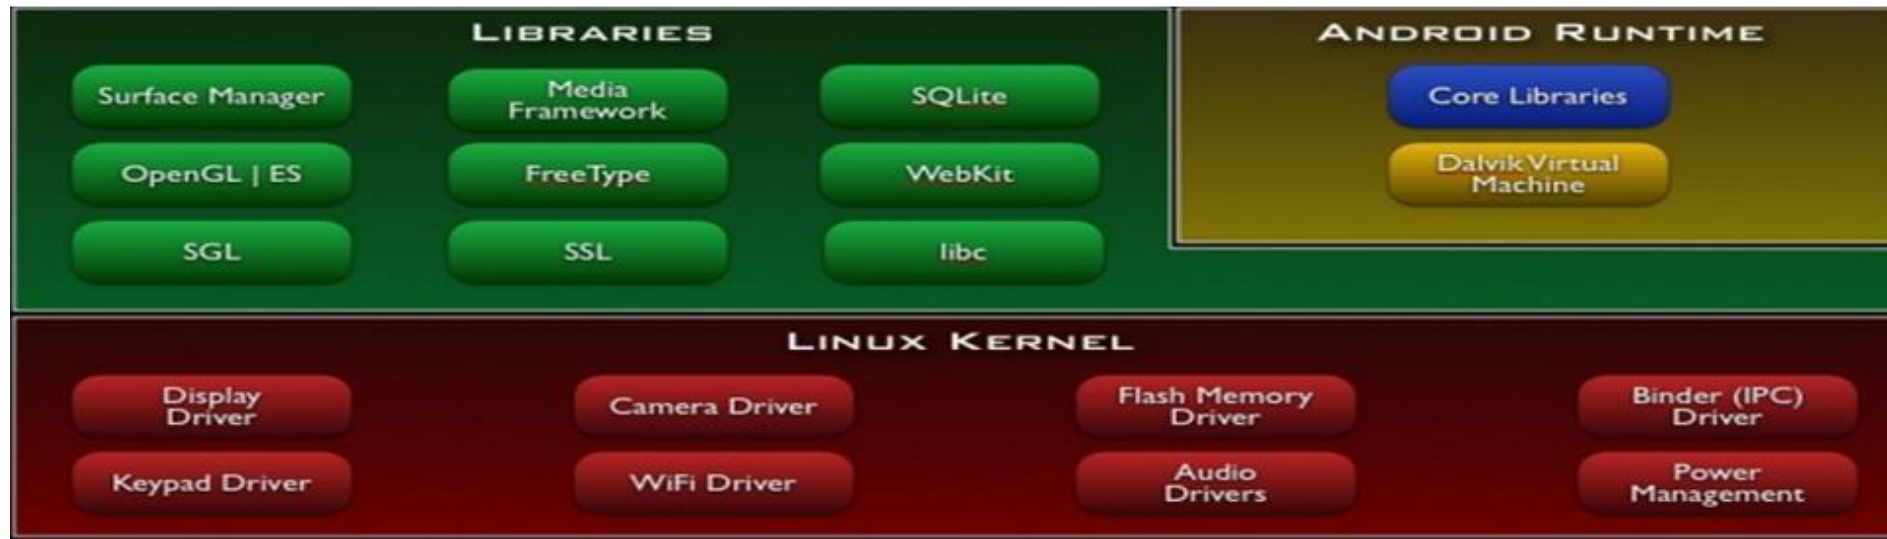 LIBRARIES
Surface Manager
Media
Framework
SQLite
OpenGL | ES
FreeType
WebKit
SGL
SSL
libc
ANDROID RUNTIME
Core Libraries
Dalvik Virtual
Machine
LINUX KERNEL
Display
Driver
Camera Driver
Flash Memory
Driver
Binder (IPC)
Driver
Keypad Driver
WiFi Driver
Audio
Drivers
Power
Management